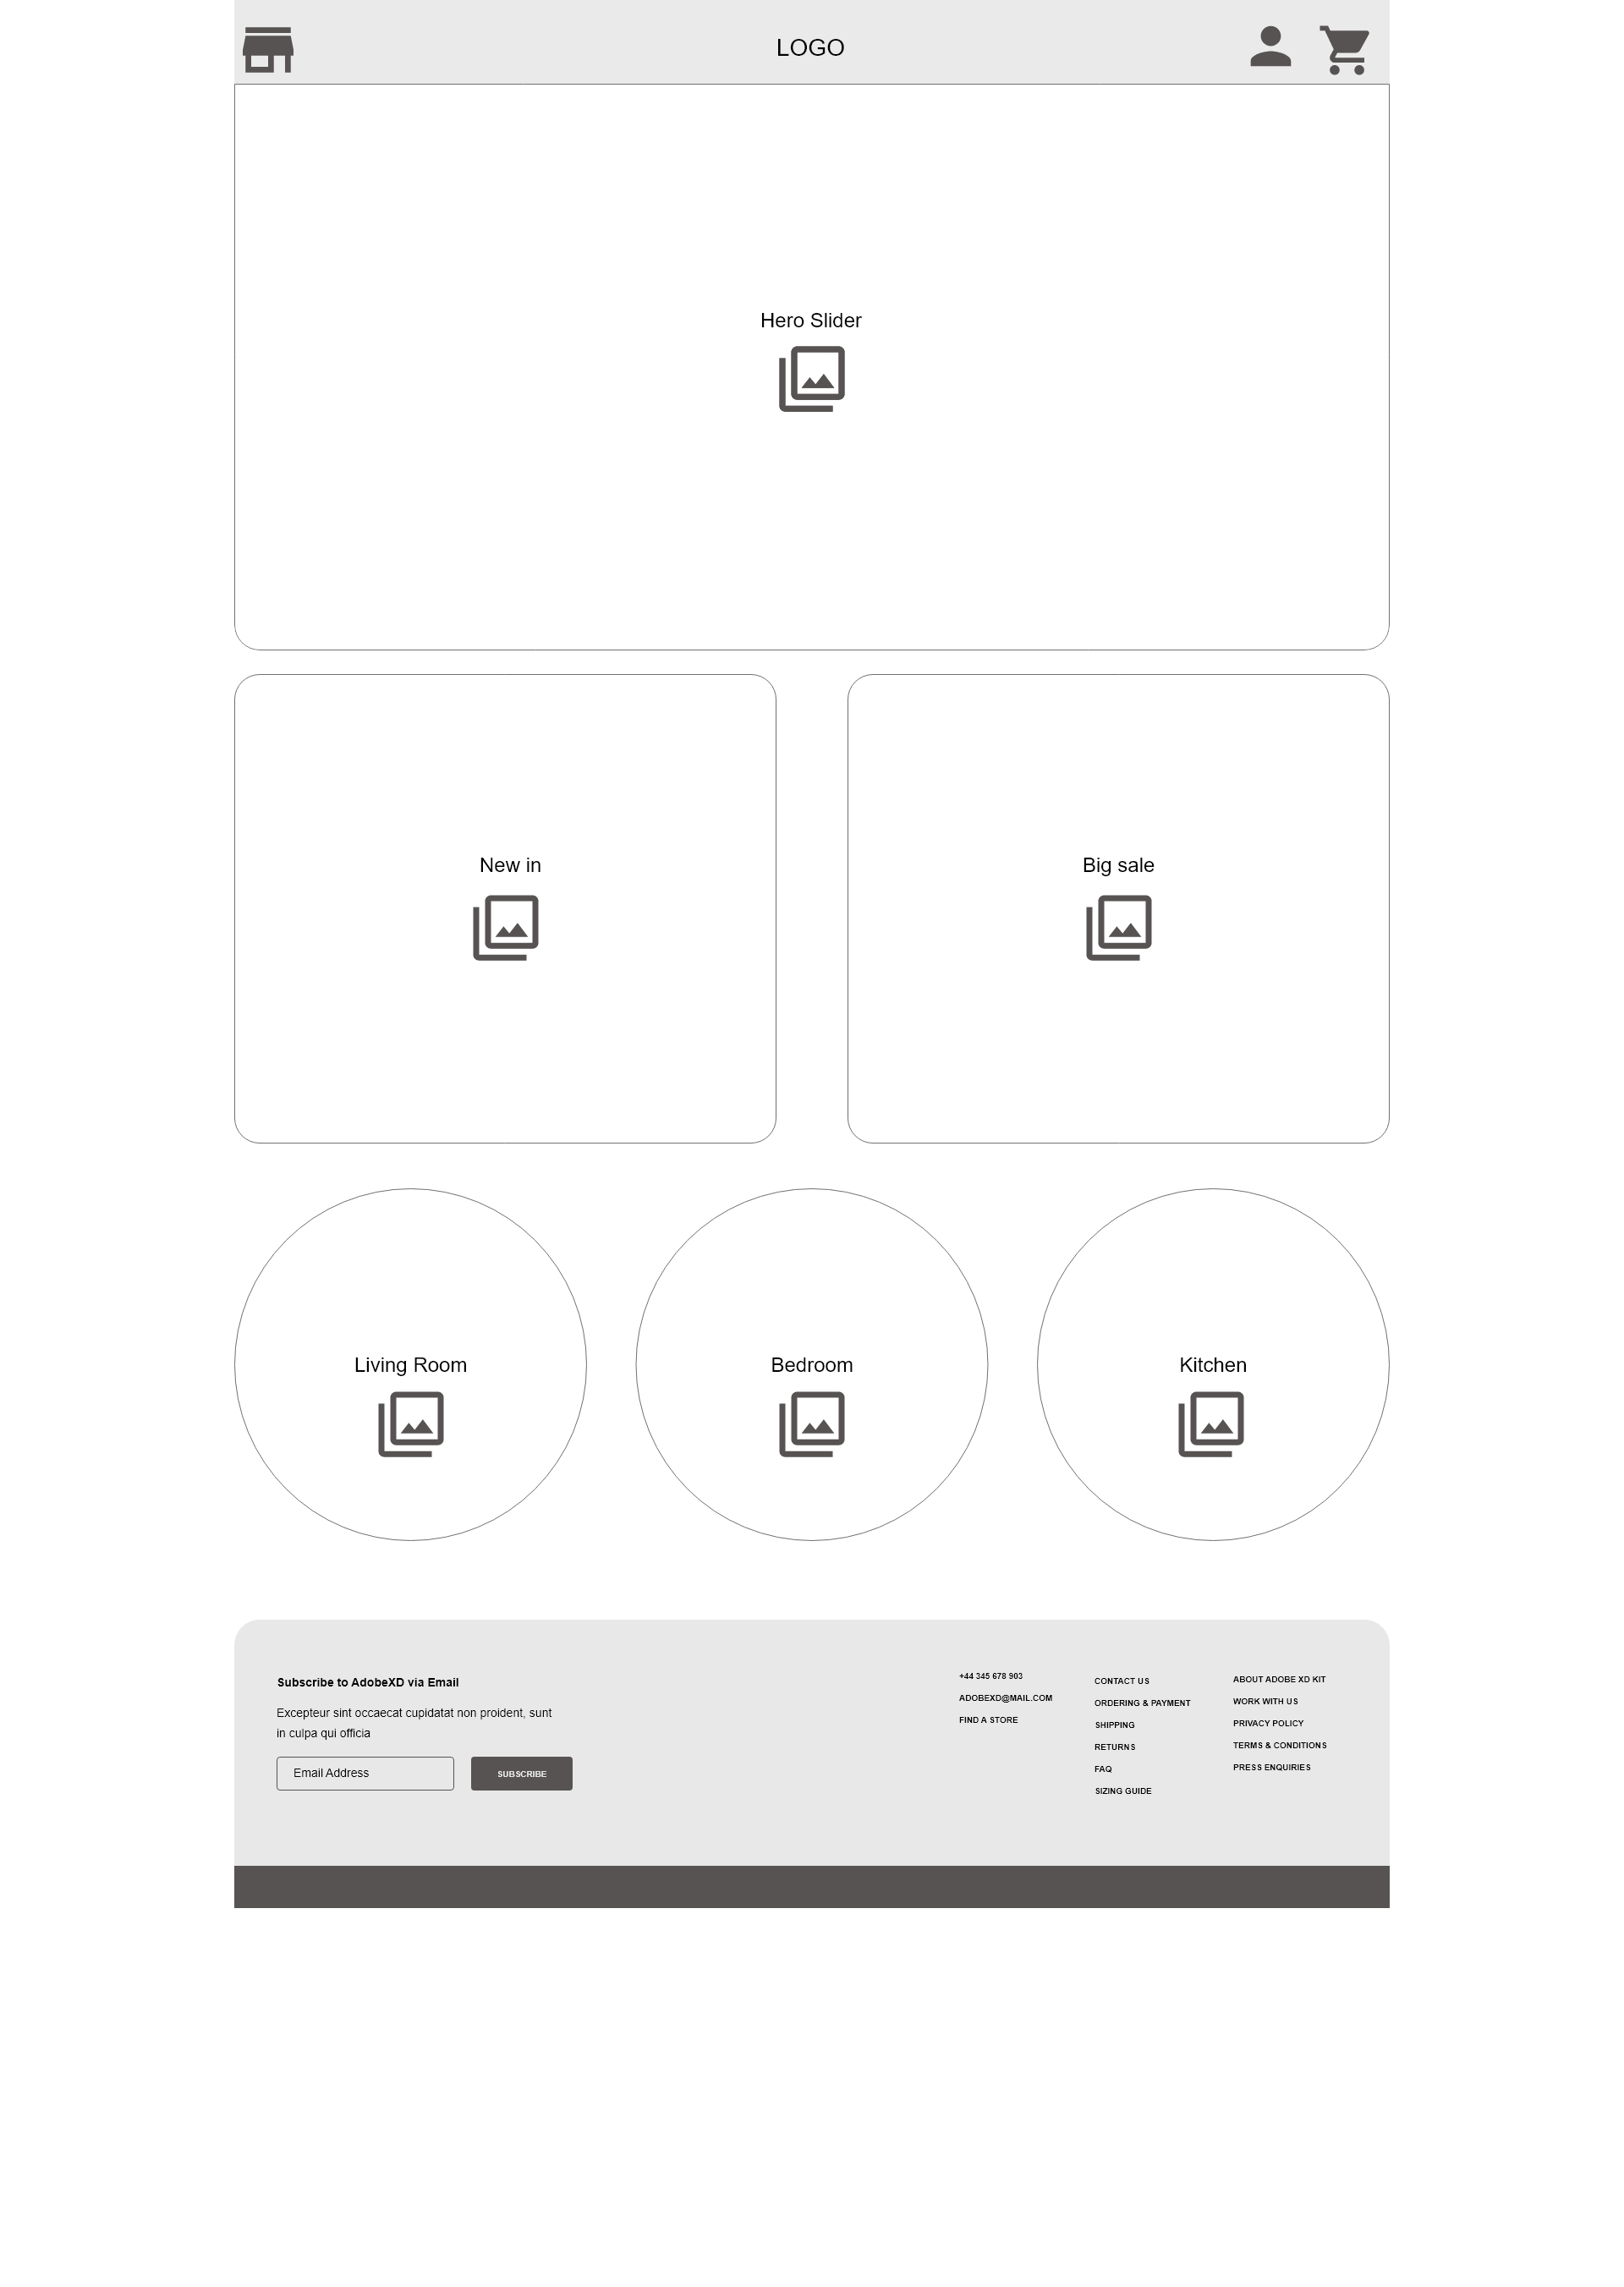 LOGO
Hero Slider
New in
Big sale
Living Room
Bedroom
Kitchen
Subscribe to AdobeXD via Email
Excepteur sint occaecat cupidatat non proident, sunt
in culpa qui officia
Email Address
SUBSCRIBE
+44 345 678 903
ADOBEXD@MAIL.COM
FIND A STORE
CONTACT US
ORDERING & PAYMENT
SHIPPING
RETURNS
FAQ
SIZING GUIDE
ABOUT ADOBE XD KIT
WORK WITH US
PRIVACY POLICY
TERMS & CONDITIONS
PRESS ENQUIRIES